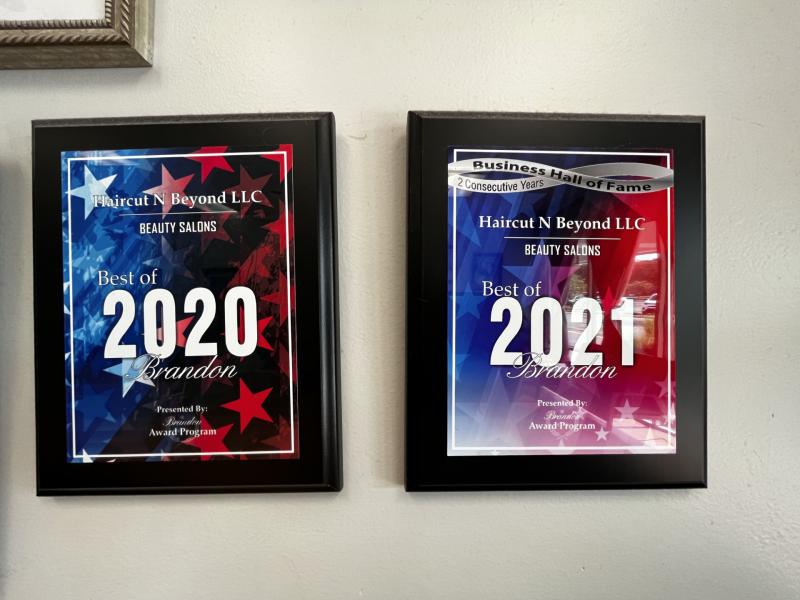 Haircut N Beyond LLC
BEAUTY SALONS
Best of
2020
Brandon
Presented By:
Brandon
Award Program
Business Hall of Fame
2 Consecutive Years
Haircut N Beyond LLC
BEAUTY SALONS
Best of
2021
Brandon
Presented By:
Brandon
Award Program